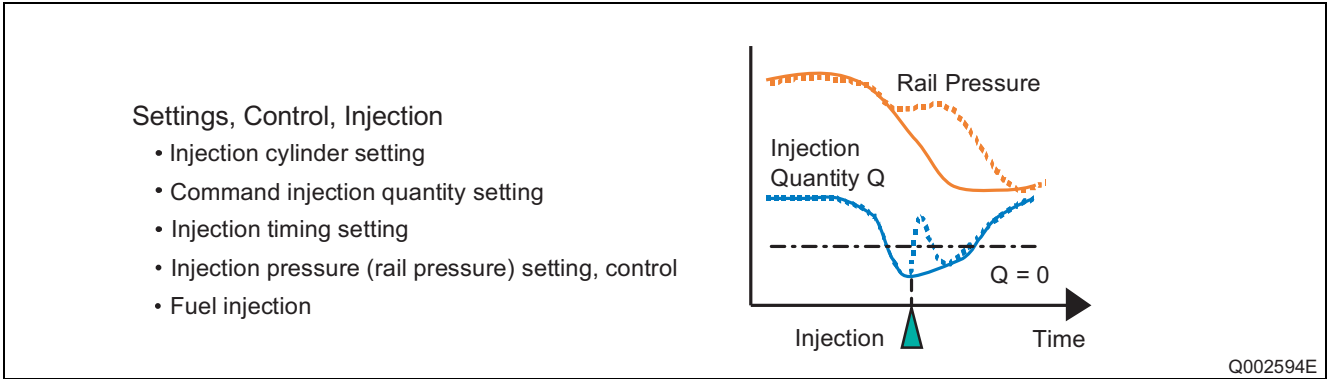 Settings, Control, Injection
• Injection cylinder setting
• Command injection quantity setting
• Injection timing setting
• Injection pressure (rail pressure) setting, control
• Fuel injection
Rail Pressure
Injection
Quantity Q
Q = 0
Injection
Time
Q002594E